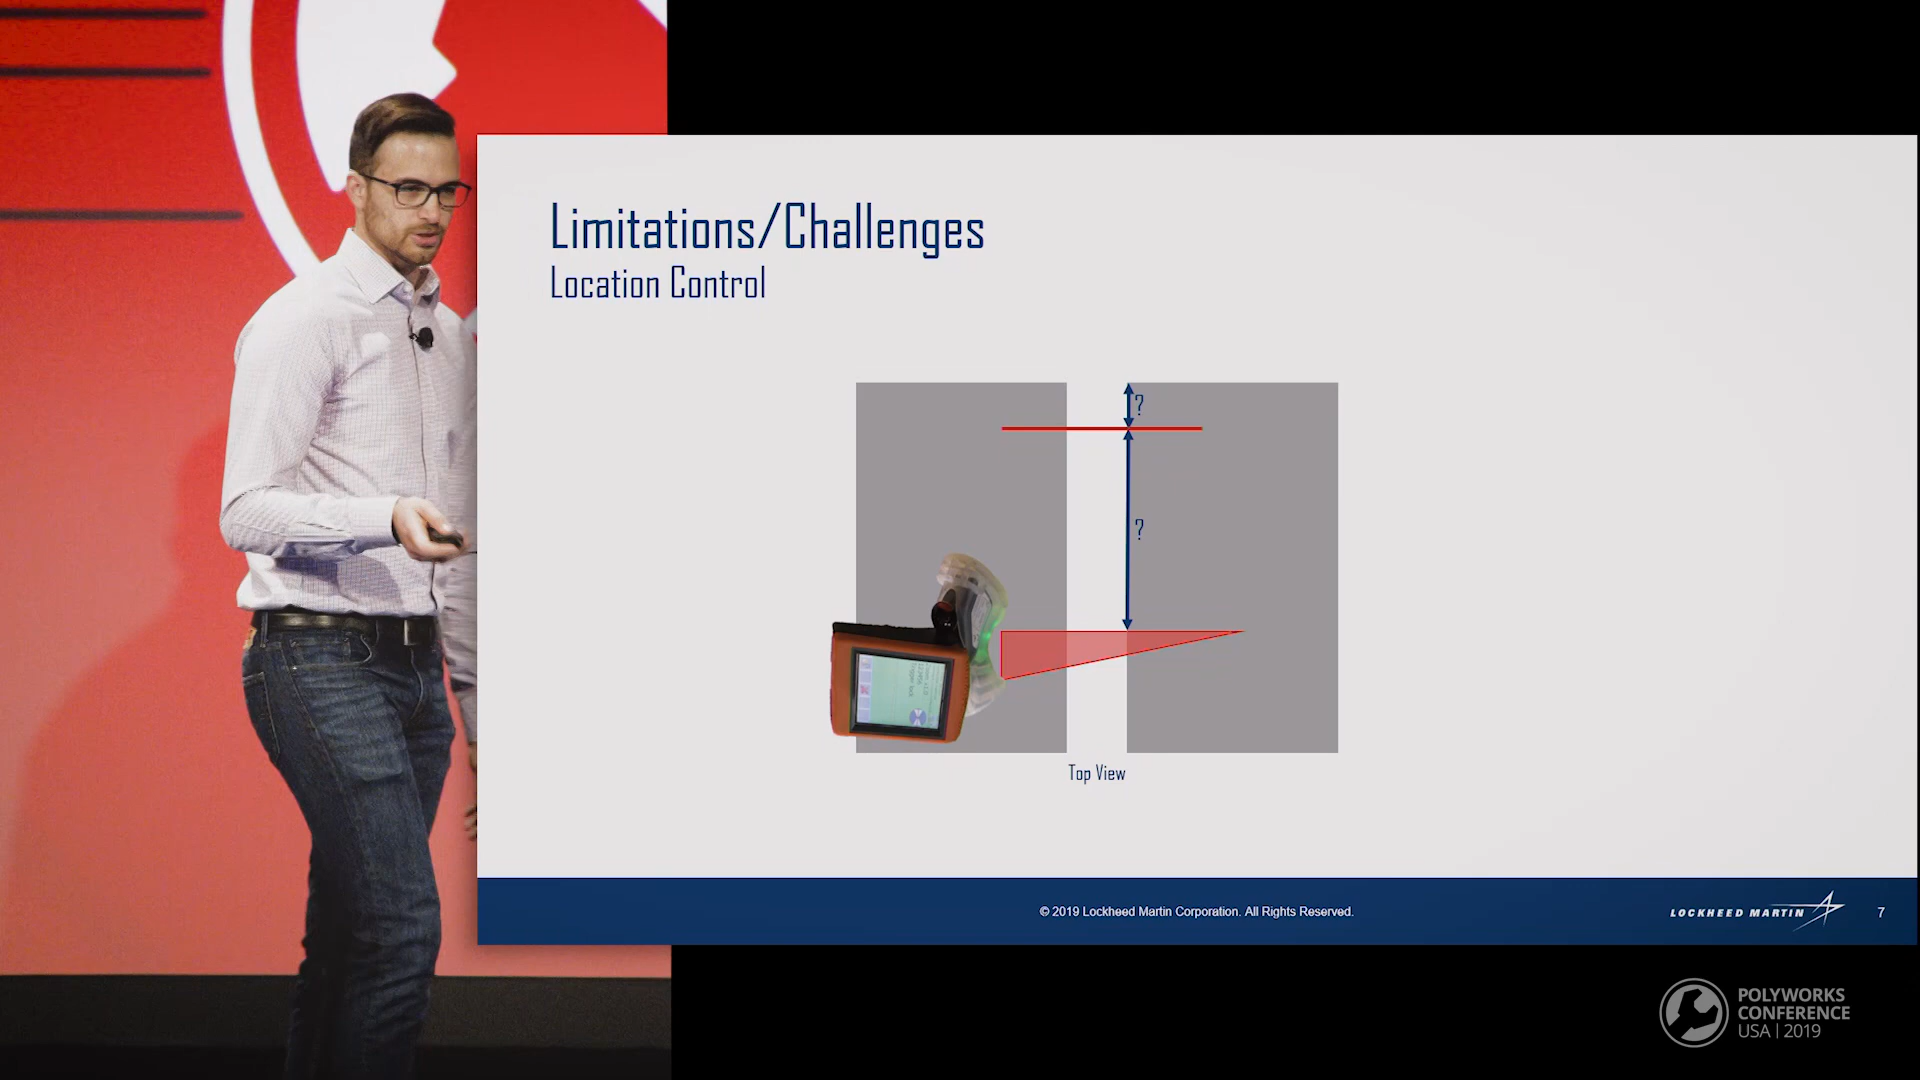 Limitations/Challenges
Location Control
?
?
Top View
© 2019 Lockheed Martin Corporation. All Rights Reserved.
LOCKHEED MARTIN
7
POLYWORKS
CONFERENCE
USA | 2019